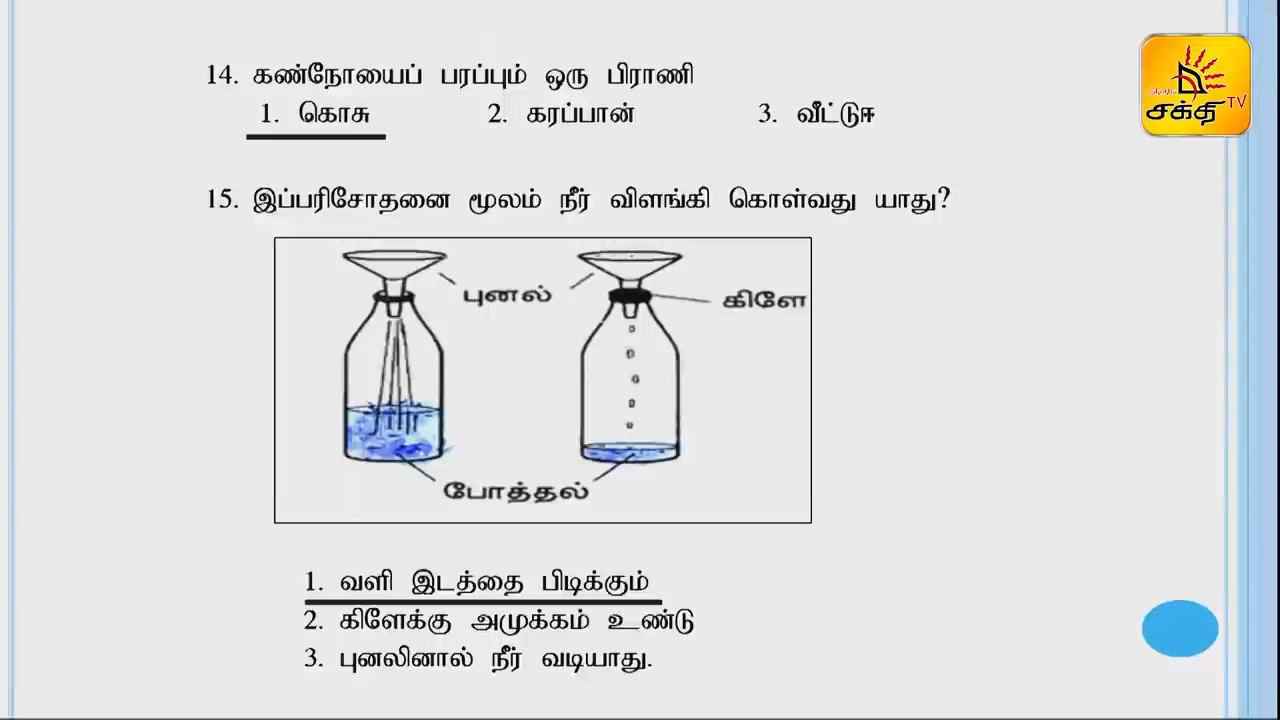 14. கண்நோயைப் பரப்பும் ஒரு பிராணி
1. கொசு 2. கரப்பான் 3. வீட்டுஈ
சக்தி TV
15. இப்பரிசோதனை மூலம் நீர் விளங்கி கொள்வது யாது?
புனல் கிளே
போத்தல்
1. வளி இடத்தை பிடிக்கும்
2. கிளேக்கு அமுக்கம் உண்டு
3. புனலினால் நீர் வடியாது.